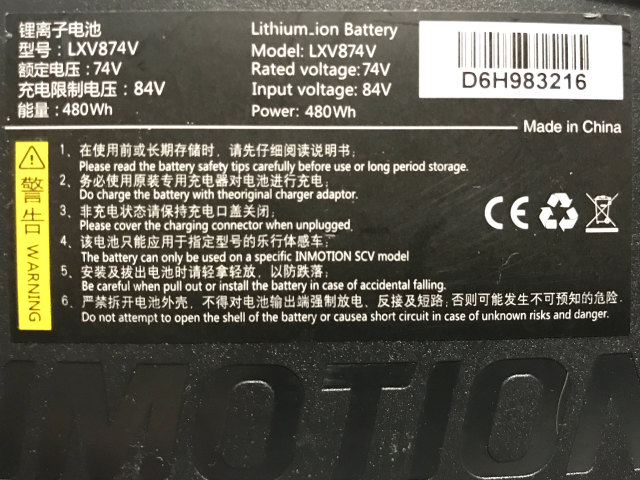 锂离子电池
型号：LXV874V
额定电压：74V
充电限制电压：84V
能量：480Wh
Lithium_ion Battery
Model: LXV874V
Rated voltage: 74V
Input voltage: 84V
Power: 480Wh
D6H983216
Made in China
警告 WARNING
1、在使用前或长期存储时，请先仔细阅读说明书；
Please read the battery safety tips carefully before use or long period storage.
2、务必使用原装专用充电器对电池进行充电；
Do charge the battery with theoriginal charger adaptor.
3、非充电状态请保持充电口盖关闭；
Please cover the charging connector when unplugged.
4、该电池只能应用于指定型号的乐行体感车；
The battery can only be used on a specific INMOTION SCV model
5、安装及拔出电池时请轻拿轻放，以防跌落；
Be careful when pull out or install the battery in case of accidental falling.
6、严禁拆开电池外壳，不得对电池输出端强制放电、反接及短路；否则可能发生不可预知的危险．
Do not attempt to open the shell of the battery or causea short circuit in case of unknown risks and danger.
CE
INMOTION